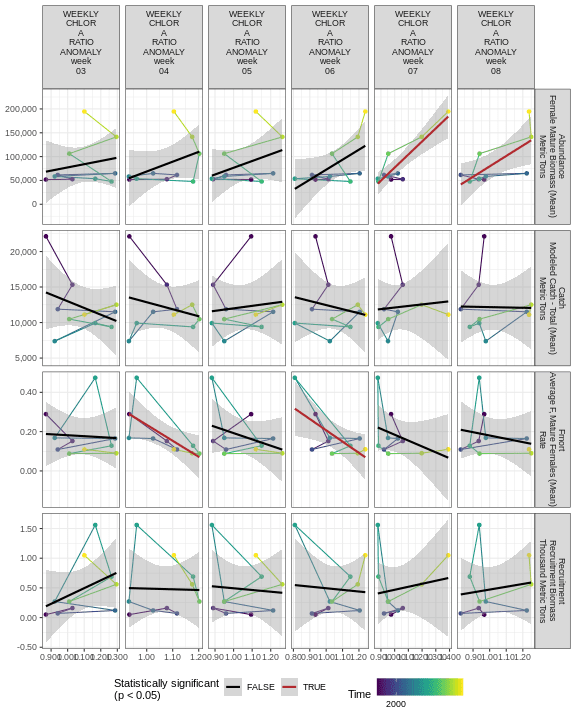 WEEKLY
CHLOR
A
RATIO
ANOMALY
week
03
WEEKLY
CHLOR
A
RATIO
ANOMALY
week
04
WEEKLY
CHLOR
A
RATIO
ANOMALY
week
05
WEEKLY
CHLOR
A
RATIO
ANOMALY
week
06
WEEKLY
CHLOR
A
RATIO
ANOMALY
week
07
WEEKLY
CHLOR
A
RATIO
ANOMALY
week
08
200,000
150,000
100,000
50,000
0
Abundance
Female Mature Biomass (Mean)
Metric Tons
20,000
15,000
10,000
5,000
Catch
Modeled Catch - Total (Mean)
Metric Tons
0.40
0.20
0.00
Fmort
Average F, Mature Females (Mean)
Rate
1.50
1.00
0.50
0.00
-0.50
Recruitment
Recruitment Biomass
Thousand Metric Tons
1.00 1.10 1.20
Statistically significant
(p < 0.05)
FALSE
TRUE
Time
2000